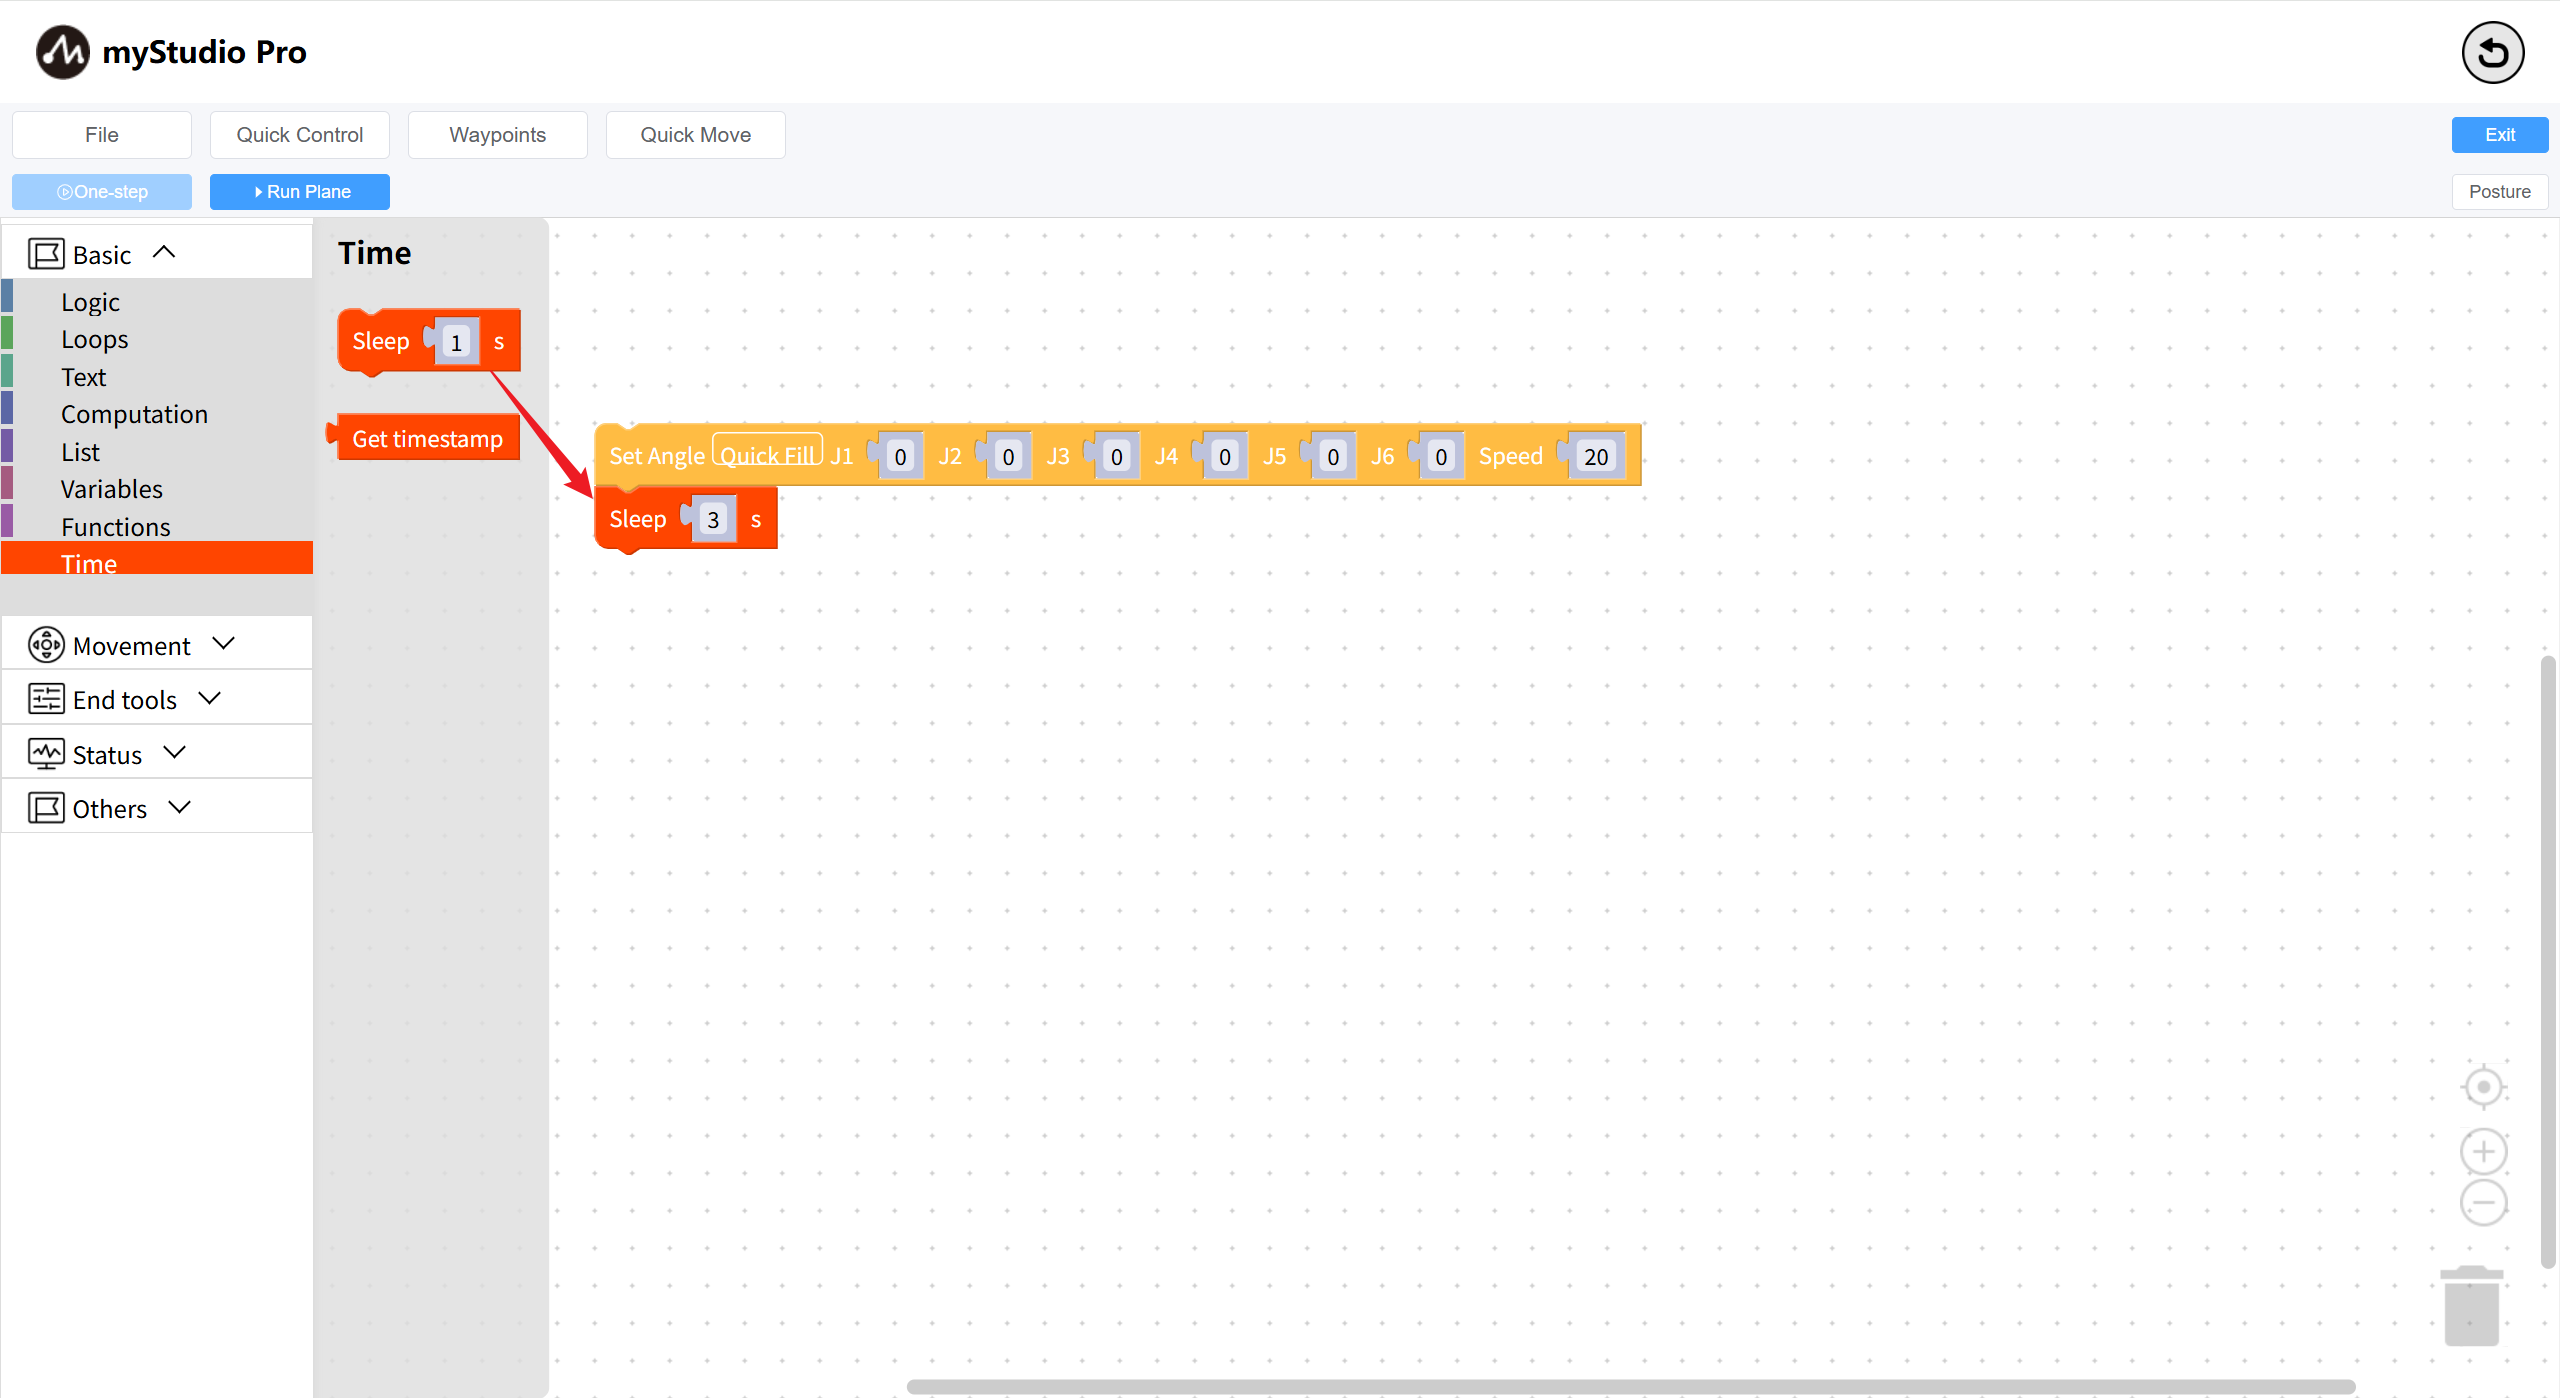 myStudio Pro
File
Quick Control
Waypoints
Quick Move
Exit
One-step
Run Plane
Posture
Basic
Logic
Loops
Text
Computation
List
Variables
Functions
Time
Movement
End tools
Status
Others
Time
Sleep 1 s
Get timestamp
Set Angle Quick Fill J1 0 J2 0 J3 0 J4 0 J5 0 J6 0 Speed 20
Sleep 3 s